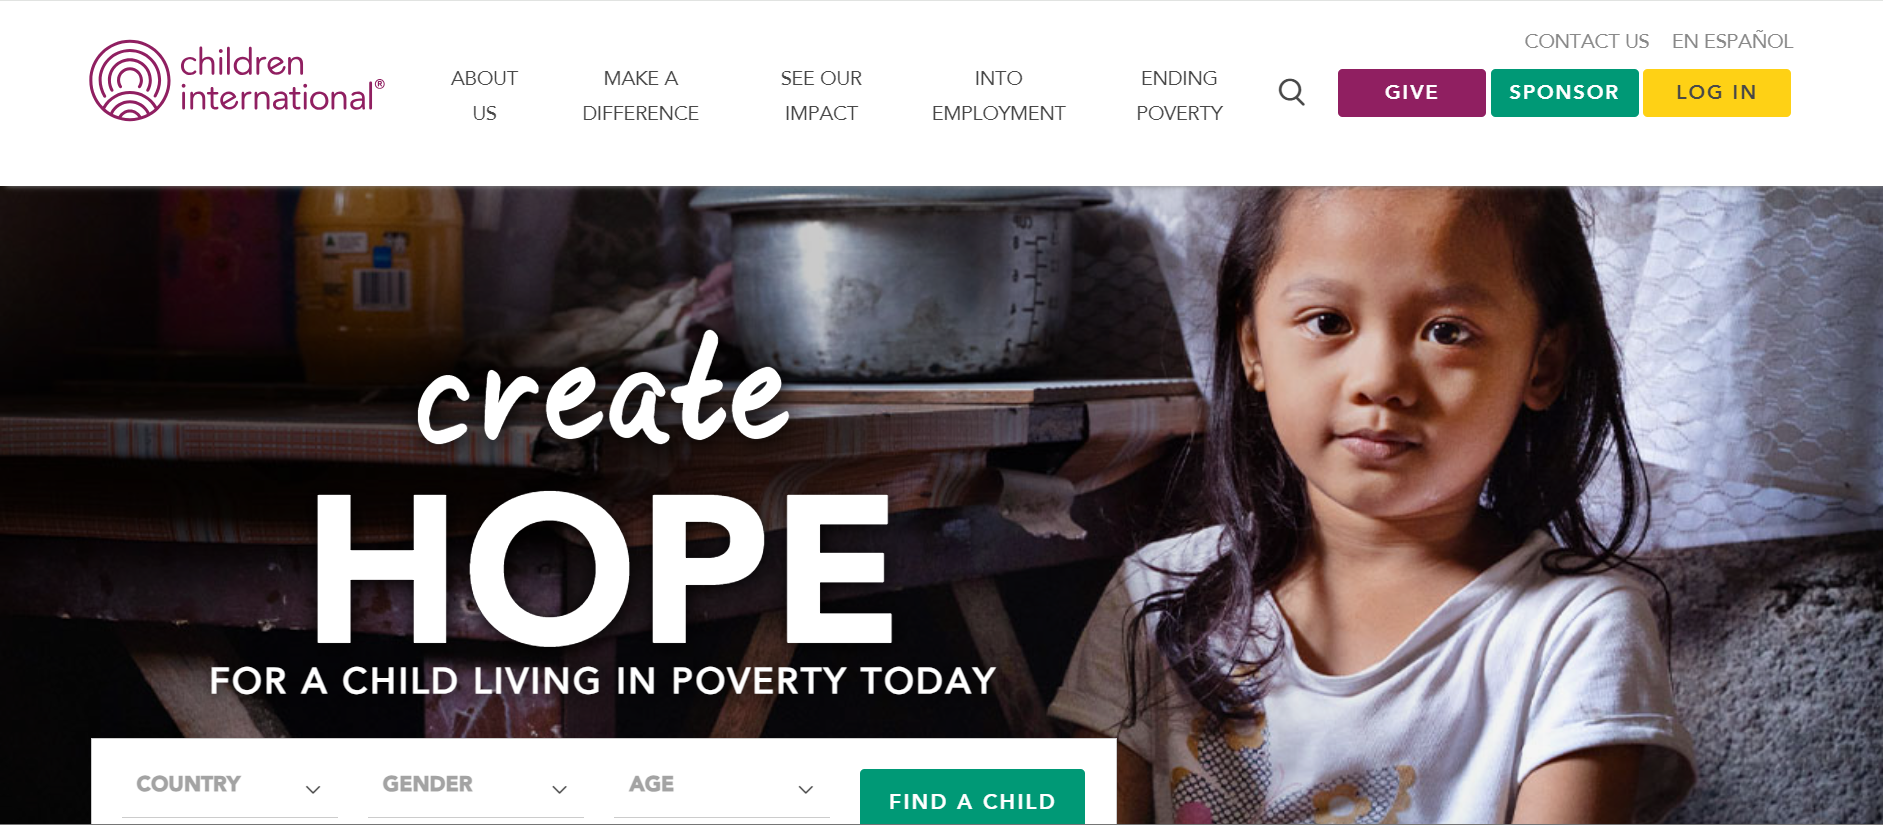 children
international®
CONTACT US EN ESPAÑOL
ABOUT
US
MAKE A
DIFFERENCE
SEE OUR
IMPACT
INTO
EMPLOYMENT
ENDING
POVERTY
GIVE
SPONSOR
LOG IN
create
HOPE
FOR A CHILD LIVING IN POVERTY TODAY
COUNTRY
GENDER
AGE
FIND A CHILD